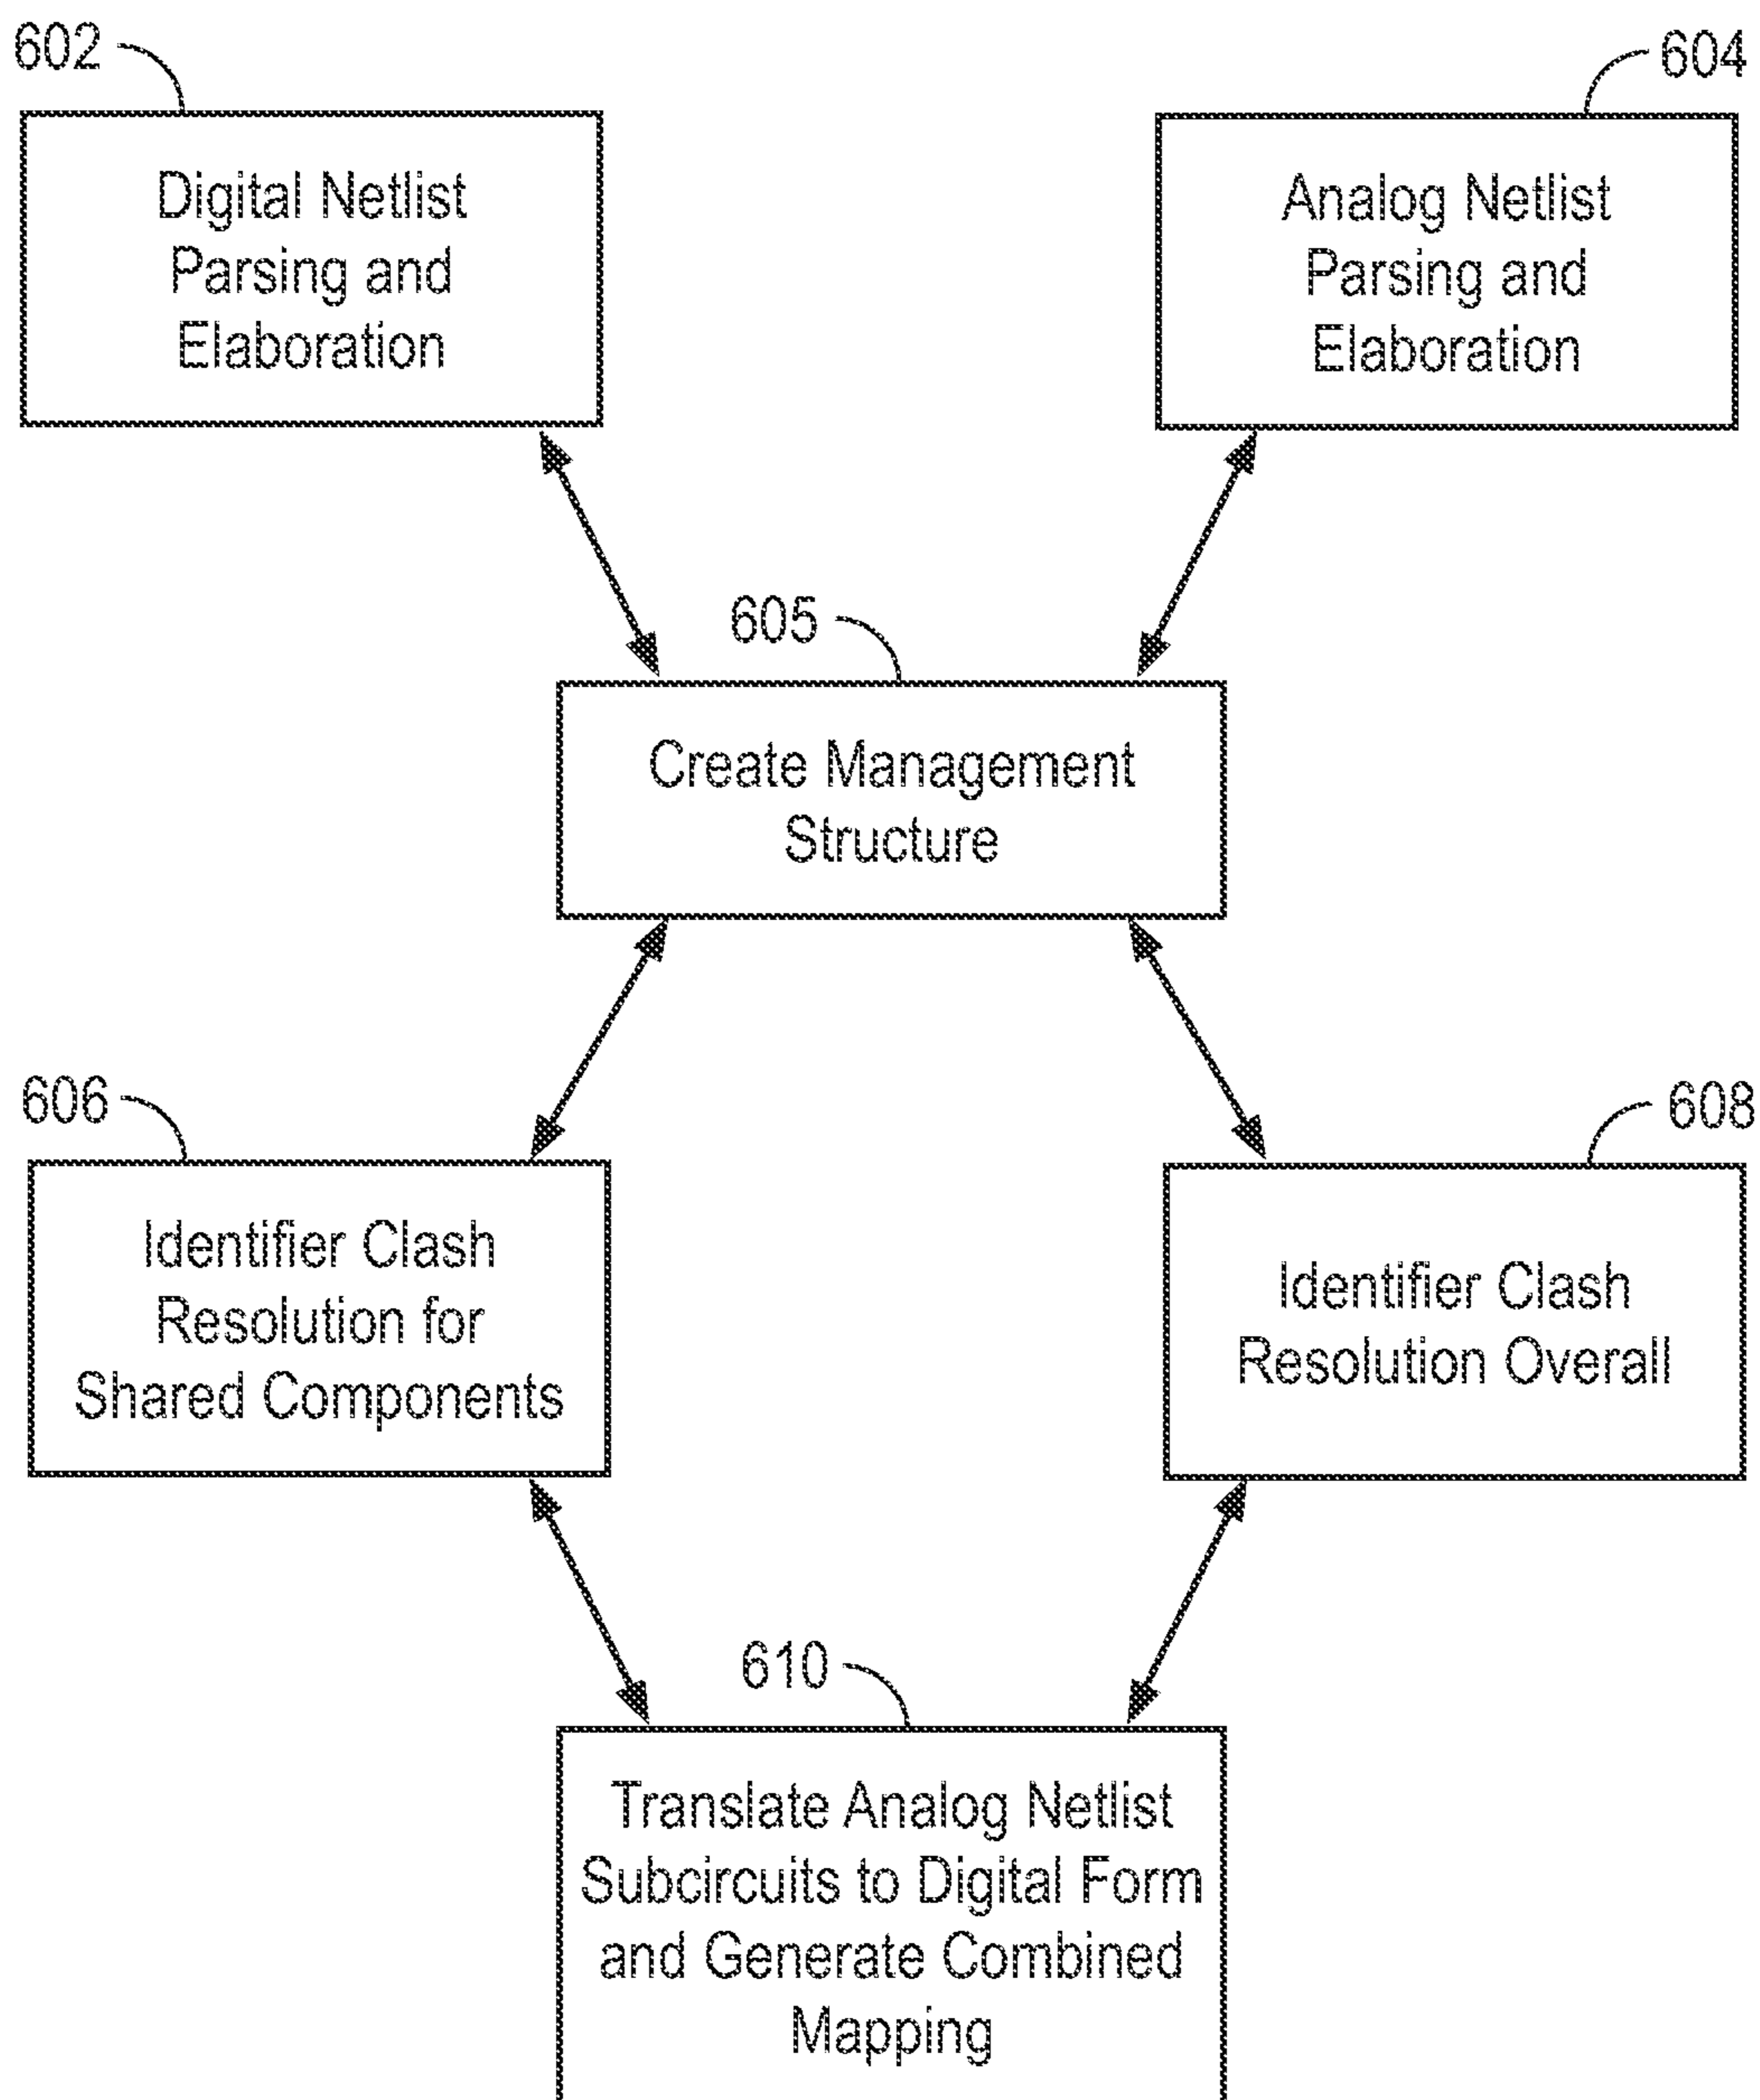 602
604
Digital Netlist
Parsing and
Elaboration
Analog Netlist
Parsing and
Elaboration
605
Create Management
Structure
606
608
Identifier Clash
Resolution for
Shared Components
Identifier Clash
Resolution Overall
610
Translate Analog Netlist
Subcircuits to Digital Form
and Generate Combined
Mapping